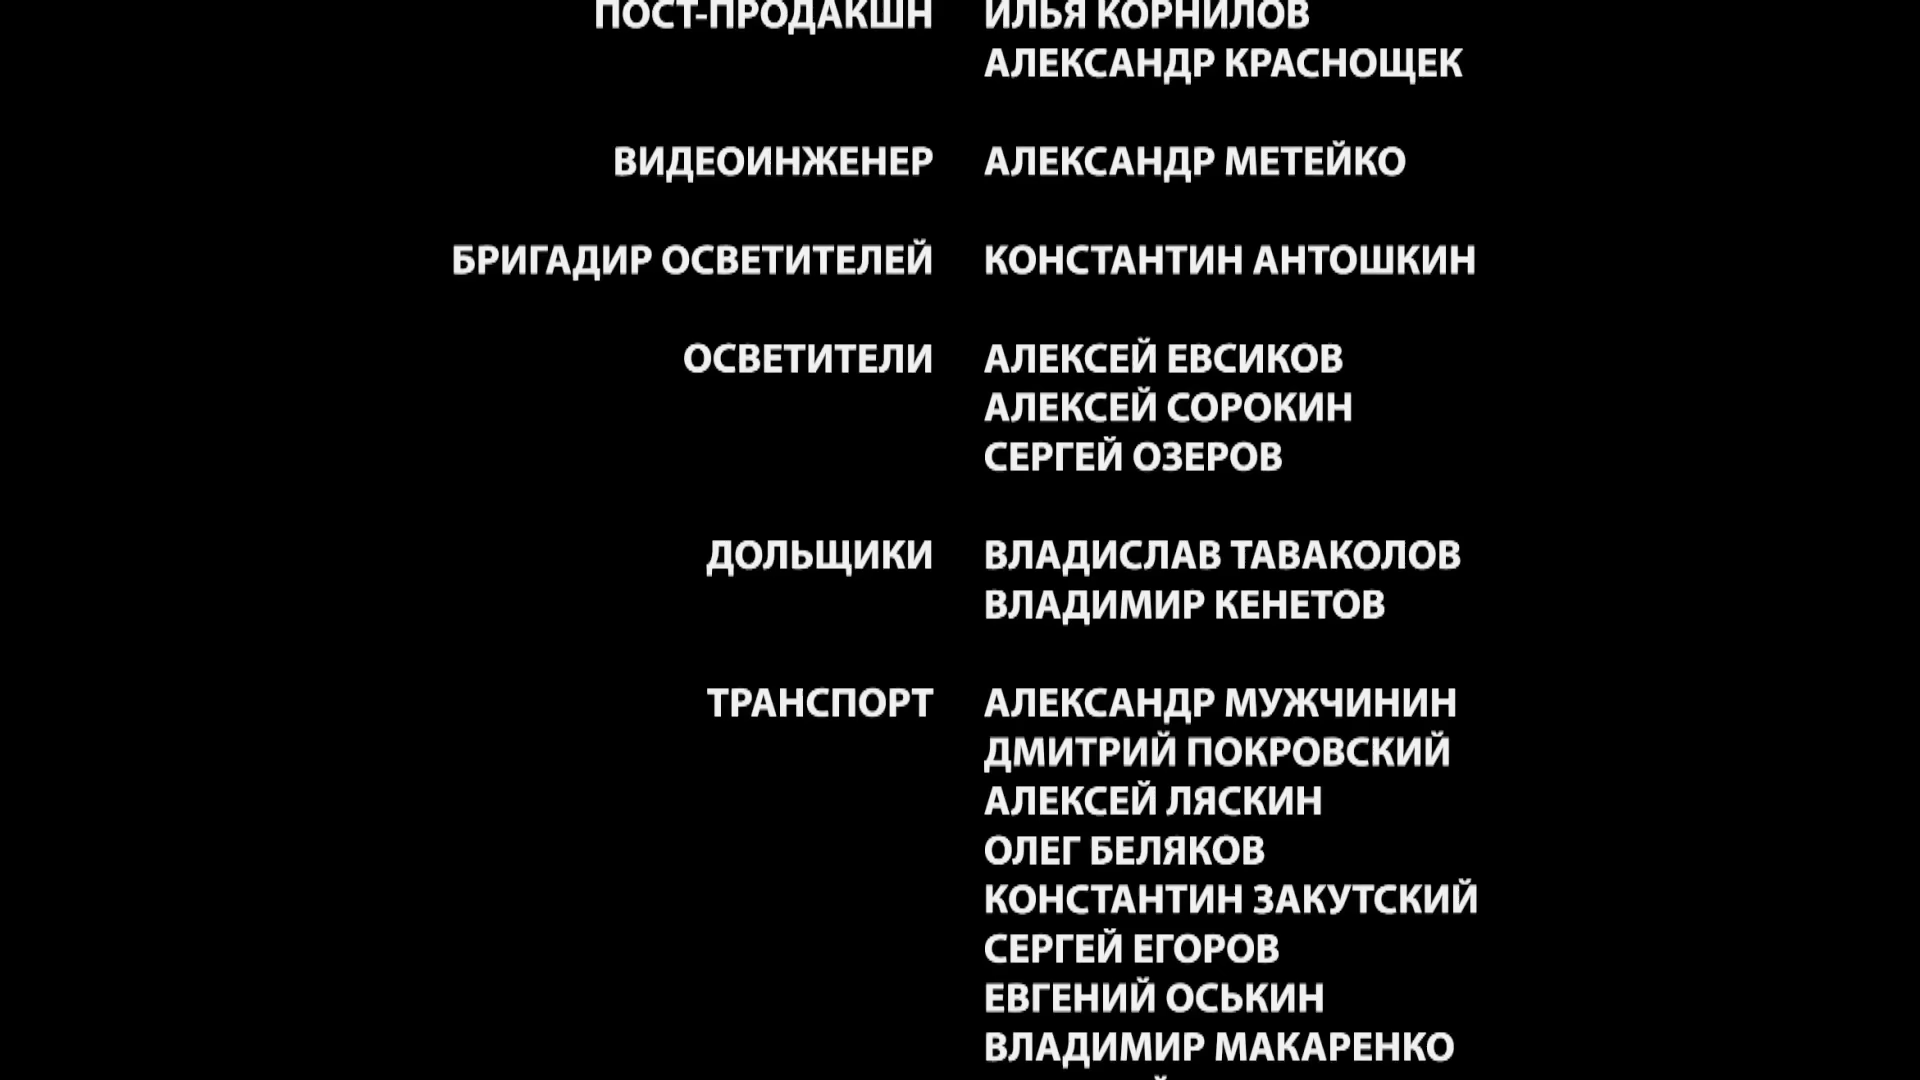 ПОСТ-ПРОДАКШН ИЛЬЯ КОРНИЛОВ
АЛЕКСАНДР КРАСНОЩЕК
ВИДЕОИНЖЕНЕР АЛЕКСАНДР МЕТЕЙКО
БРИГАДИР ОСВЕТИТЕЛЕЙ КОНСТАНТИН АНТОШКИН
ОСВЕТИТЕЛИ АЛЕКСЕЙ ЕВСИКОВ
АЛЕКСЕЙ СОРОКИН
СЕРГЕЙ ОЗЕРОВ
ДОЛЬЩИКИ ВЛАДИСЛАВ ТАВАКОЛОВ
ВЛАДИМИР КЕНЕТОВ
ТРАНСПОРТ АЛЕКСАНДР МУЖЧИНИН
ДМИТРИЙ ПОКРОВСКИЙ
АЛЕКСЕЙ ЛЯСКИН
ОЛЕГ БЕЛЯКОВ
КОНСТАНТИН ЗАКУТСКИЙ
СЕРГЕЙ ЕГОРОВ
ЕВГЕНИЙ ОСЬКИН
ВЛАДИМИР МАКАРЕНКО